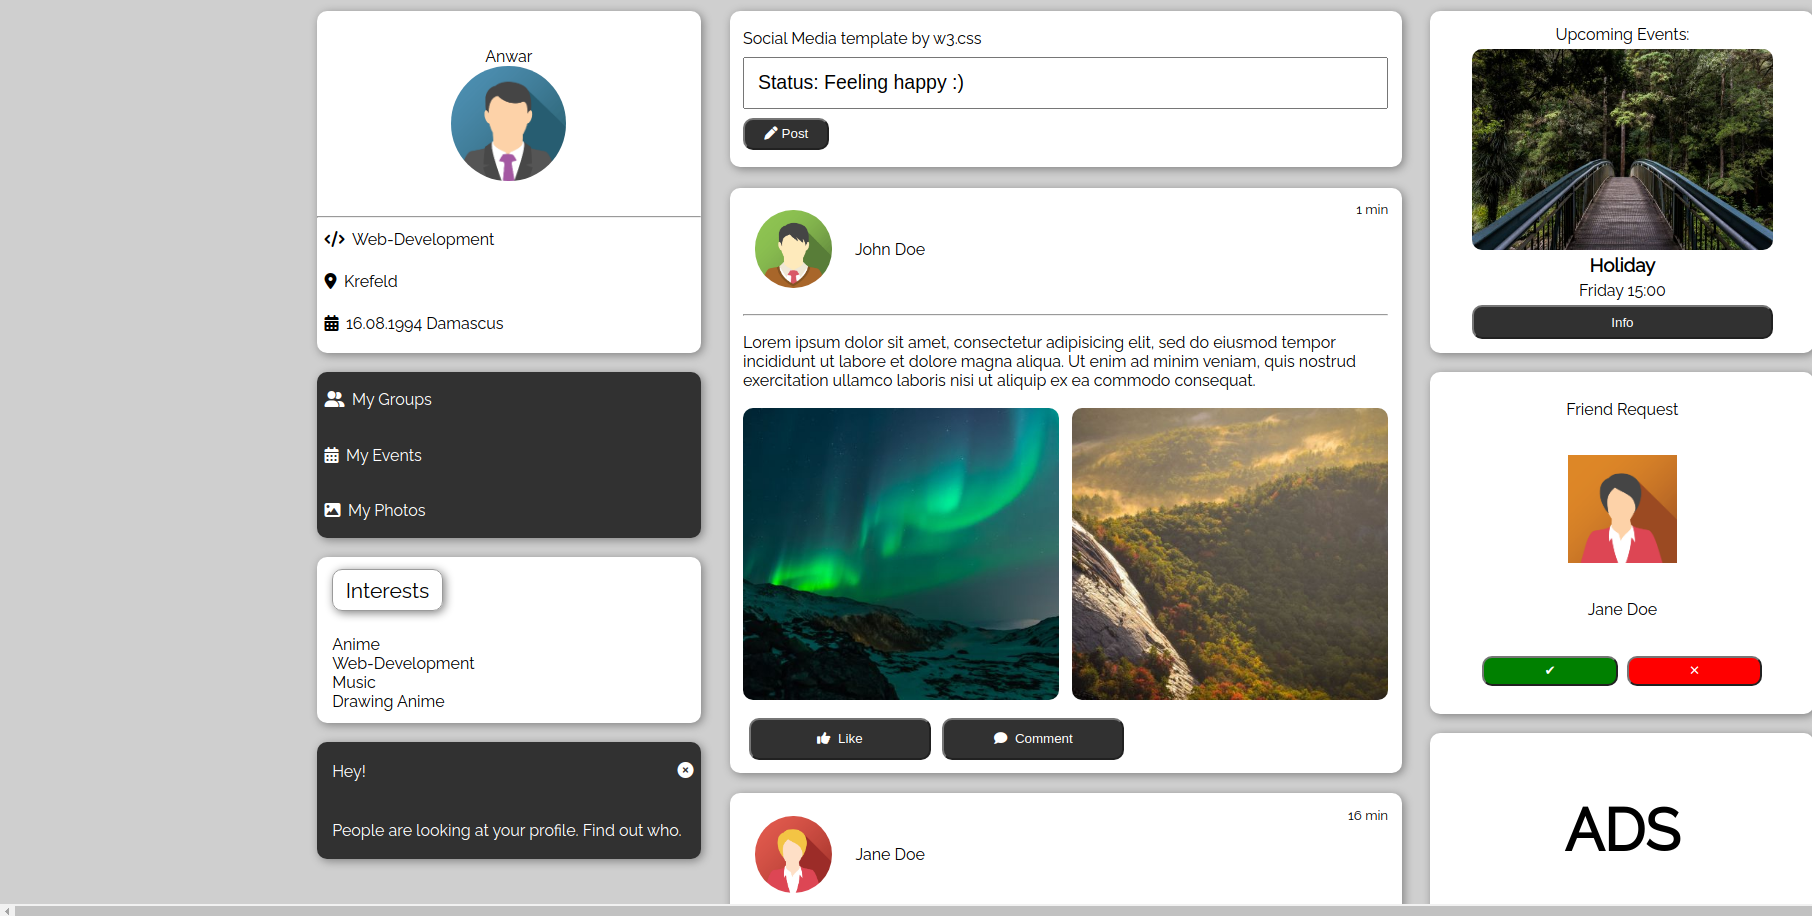 Anwar
Web-Development
Krefeld
16.08.1994 Damascus
My Groups
My Events
My Photos
Interests
Anime
Web-Development
Music
Drawing Anime
Hey!
People are looking at your profile. Find out who.
Social Media template by w3.css
Status: Feeling happy :)
Post
1 min
John Doe
Lorem ipsum dolor sit amet, consectetur adipisicing elit, sed do eiusmod tempor
incididunt ut labore et dolore magna aliqua. Ut enim ad minim veniam, quis nostrud
exercitation ullamco laboris nisi ut aliquip ex ea commodo consequat.
Like
Comment
16 min
Jane Doe
Upcoming Events:
Holiday
Friday 15:00
Info
Friend Request
Jane Doe
ADS